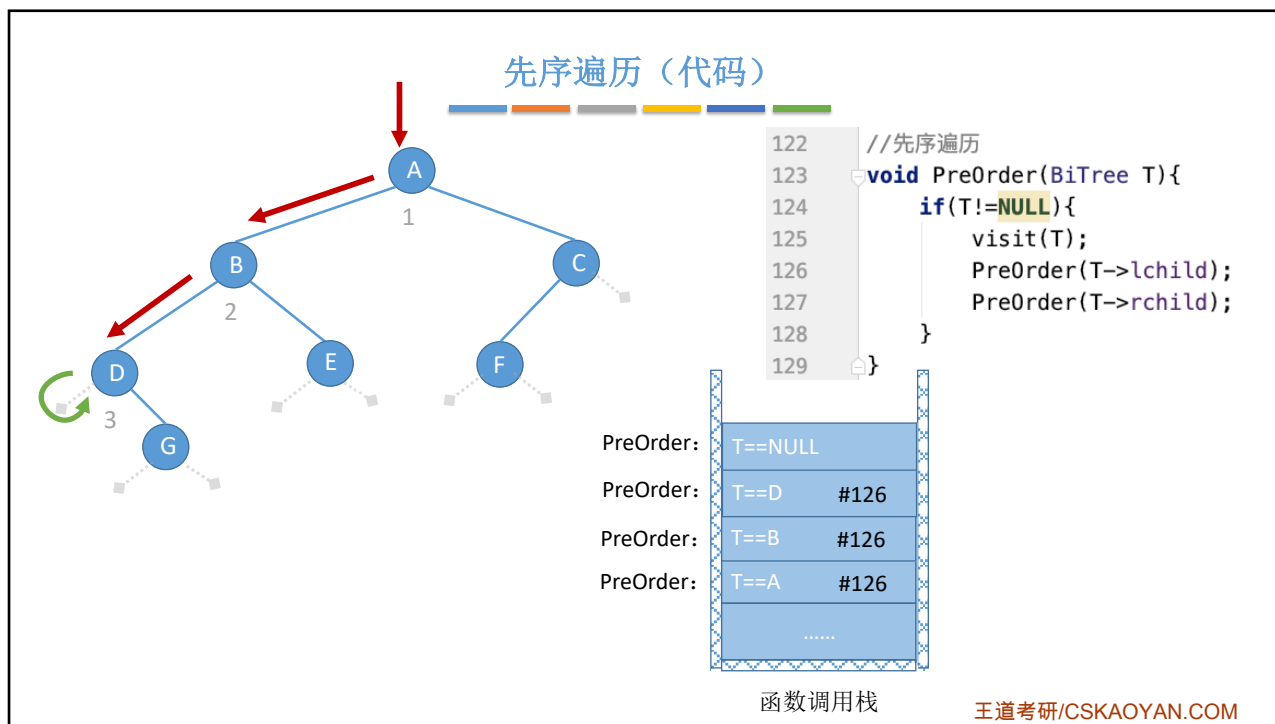 先序遍历（代码）
A
1
B
C
2
D
E
F
3
G
122 //先序遍历
123 void PreOrder(BiTree T){
124 if(T!=NULL){
125 visit(T);
126 PreOrder(T->lchild);
127 PreOrder(T->rchild);
128 }
129 }
PreOrder： T==NULL
PreOrder： T==D #126
PreOrder： T==B #126
PreOrder： T==A #126
……
函数调用栈
王道考研/CSKAOYAN.COM